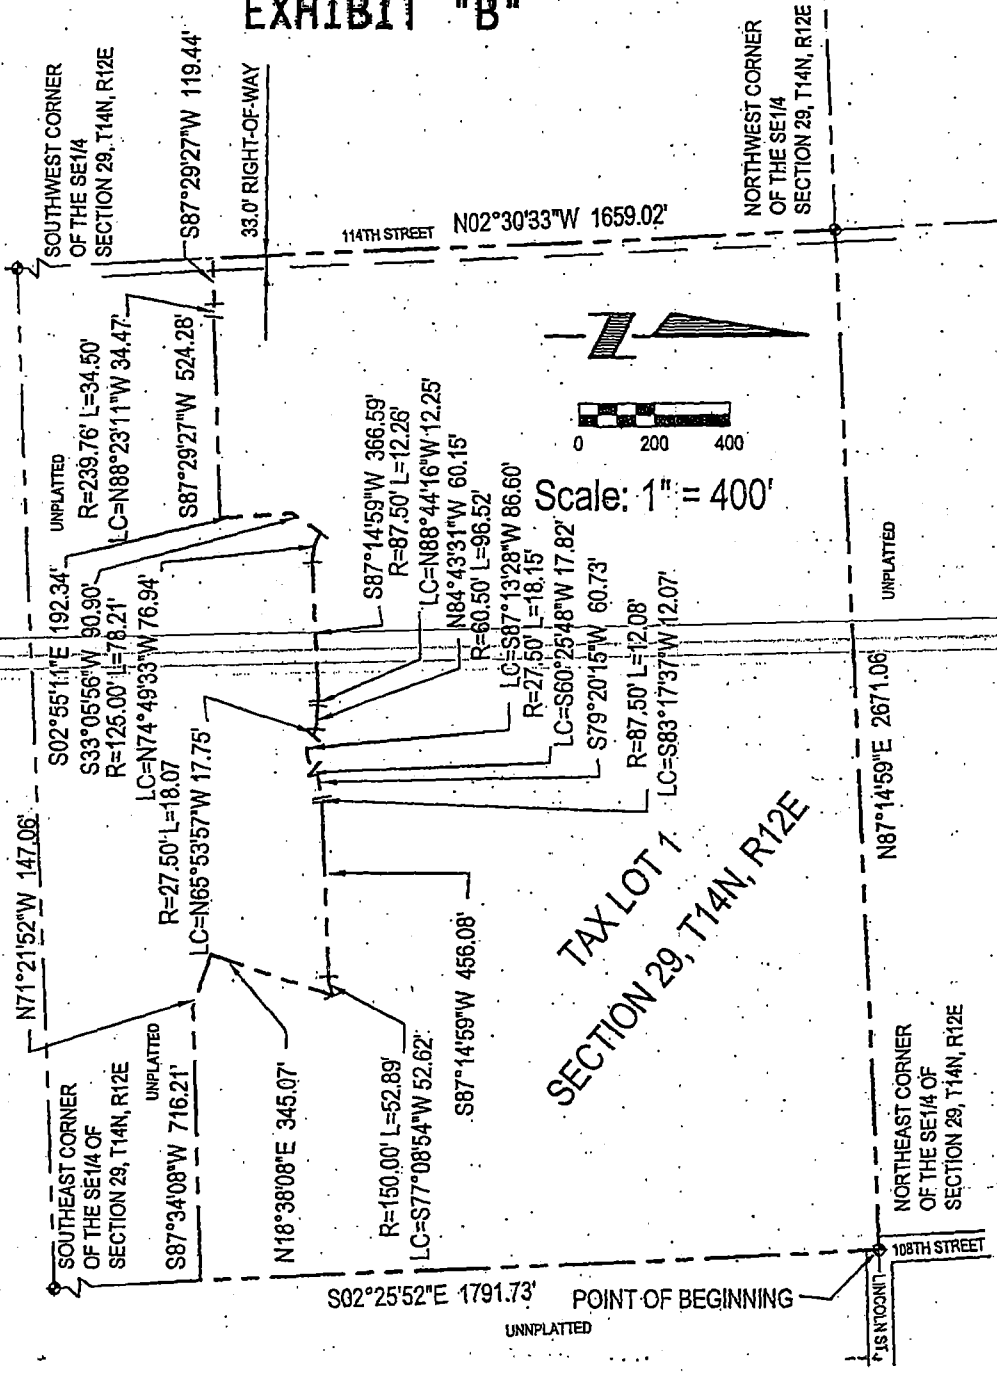 EXHIBIT "B"
SOUTHWEST CORNER
OF THE SE1/4
SECTION 29, T14N, R12E
S87°29'27"W 119.44'
33.0' RIGHT-OF-WAY
114TH STREET
N02°30'33"W 1659.02'
NORTHWEST CORNER
OF THE SE1/4
SECTION 29, T14N, R12E
UNPLATTED
R=239.76' L=34.50'
LC=N88°23'11"W 34.47'
S87°29'27"W 524.28'
S02°55'11"E 192.34'
S33°05'56"W 90.90'
R=125.00' L=78.21'
LC=N74°49'33"W 76.94'
S87°14'59"W 366.59'
R=87.50' L=12.26'
LC=N88°44'16"W 12.25'
N84°43'31"W 60.15'
R=60.50' L=96.52'
LC=S87°13'28"W 86.60'
R=27.50' L=18.15'
LC=S60°25'48"W 17.82'
S79°20'15"W 60.73'
R=87.50' L=12.08'
LC=S83°17'37"W 12.07'
0 200 400
Scale: 1" = 400'
UNPLATTED
N87°14'59"E 2671.06'
R=27.50' L=18.07
LC=N65°53'57"W 17.75'
N71°21'52"W 147.06'
TAX LOT 1
SECTION 29, T14N, R12E
S87°14'59"W 456.08'
R=150.00' L=52.89'
LC=S77°08'54"W 52.62'
N18°38'08"E 345.07'
UNPLATTED
S87°34'08"W 716.21'
SOUTHEAST CORNER
OF THE SE1/4 OF
SECTION 29, T14N, R12E
S02°25'52"E 1791.73'
UNNPLATTED
POINT OF BEGINNING
NORTHEAST CORNER
OF THE SE1/4 OF
SECTION 29, T14N, R12E
108TH STREET
LINCOLN ST.